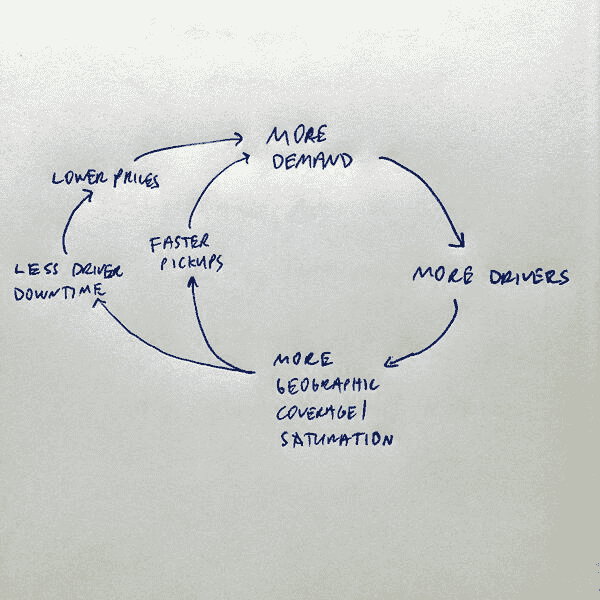 MORE
DEMAND
LOWER PRICES
FASTER
PICKUPS
LESS DRIVER
DOWNTIME
MORE DRIVERS
MORE
GEOGRAPHIC
COVERAGE/
SATURATION